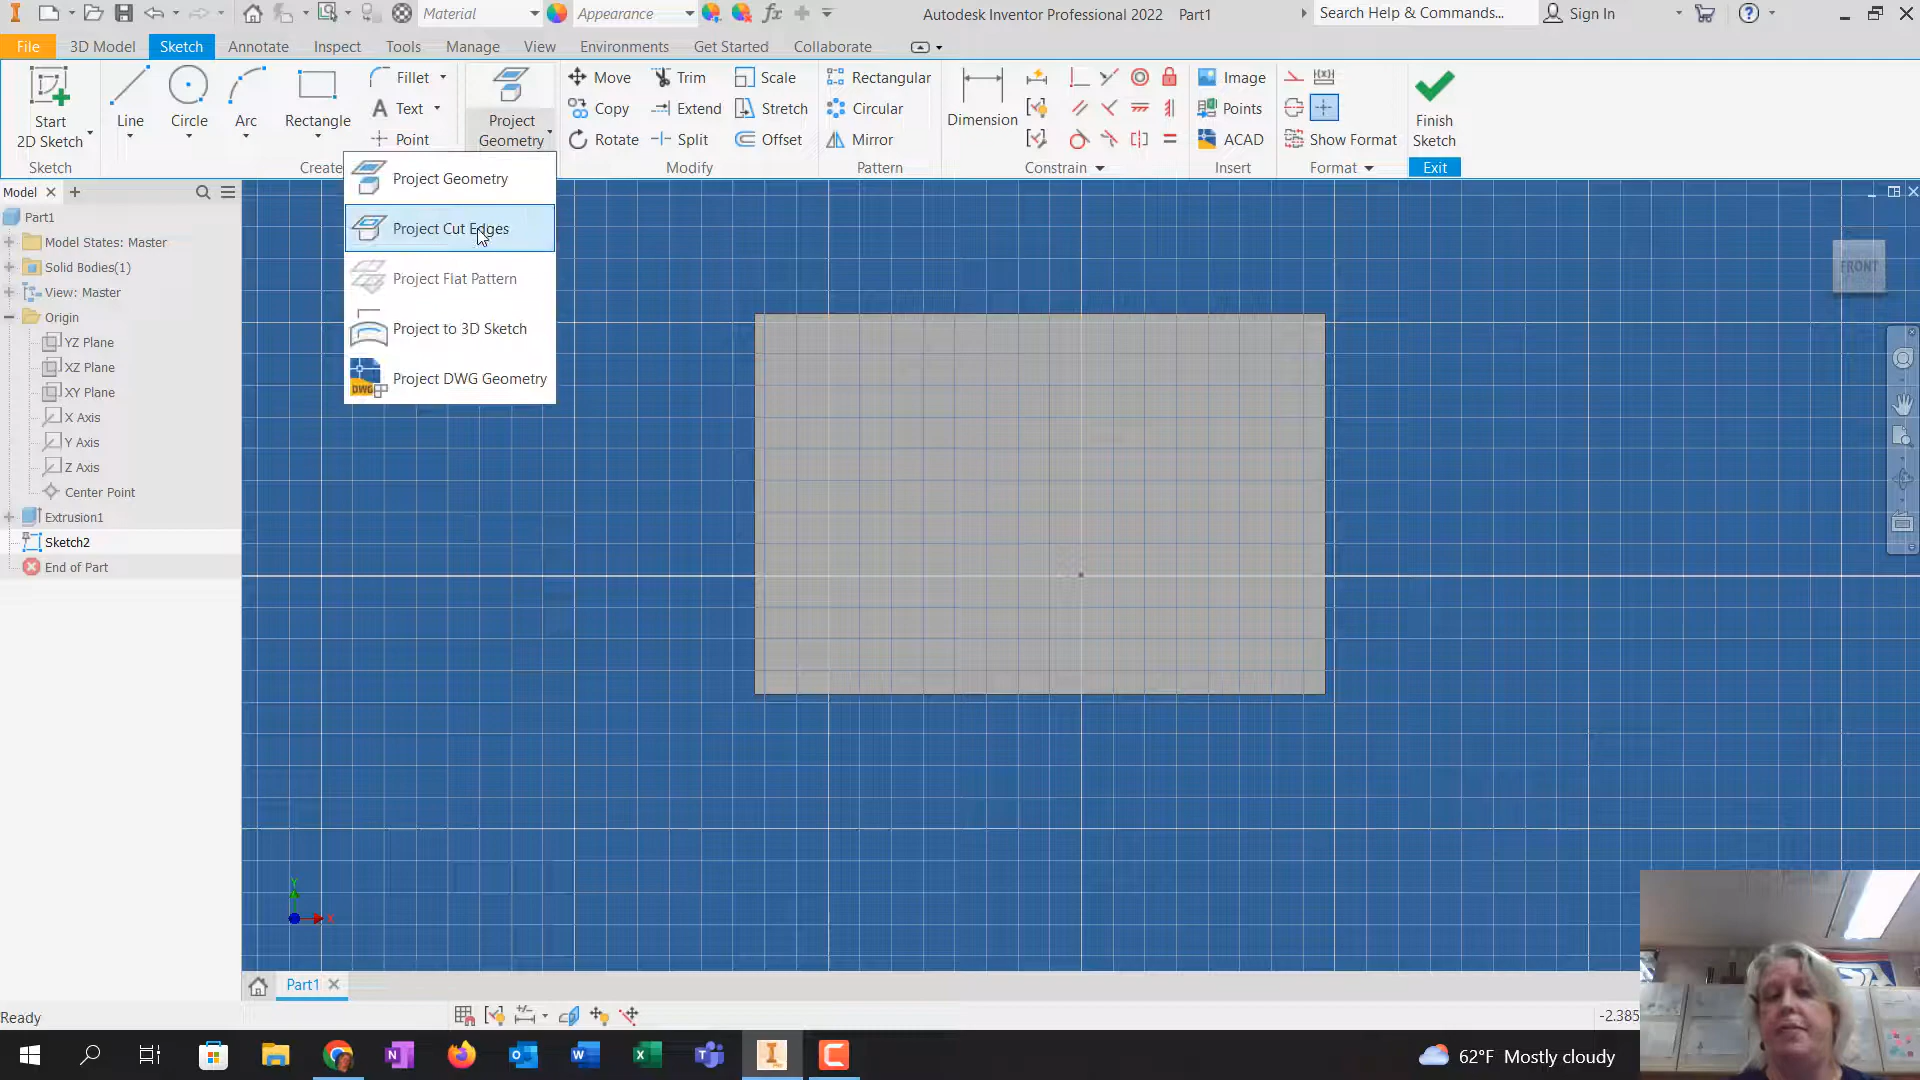 Material
Appearance
Autodesk Inventor Professional 2022 Part1
Search Help & Commands...
Sign In
File
3D Model
Sketch
Annotate
Inspect
Tools
Manage
View
Environments
Get Started
Collaborate
Start
2D Sketch
Line
Circle
Arc
Rectangle
Fillet
Text
Point
Project
Geometry
Move
Copy
Rotate
Trim
Extend
Split
Scale
Stretch
Offset
Rectangular
Circular
Mirror
Dimension
Image
Points
ACAD
Show Format
Finish
Sketch
Sketch
Create
Modify
Pattern
Constrain
Insert
Format
Exit
Project Geometry
Project Cut Edges
Project Flat Pattern
Project to 3D Sketch
DWG
Project DWG Geometry
Model
Part1
Model States: Master
Solid Bodies(1)
View: Master
Origin
YZ Plane
XZ Plane
XY Plane
X Axis
Y Axis
Z Axis
Center Point
Extrusion1
Sketch2
End of Part
FRONT
Y
X
Part1
Ready
-2.385
62°F Mostly cloudy